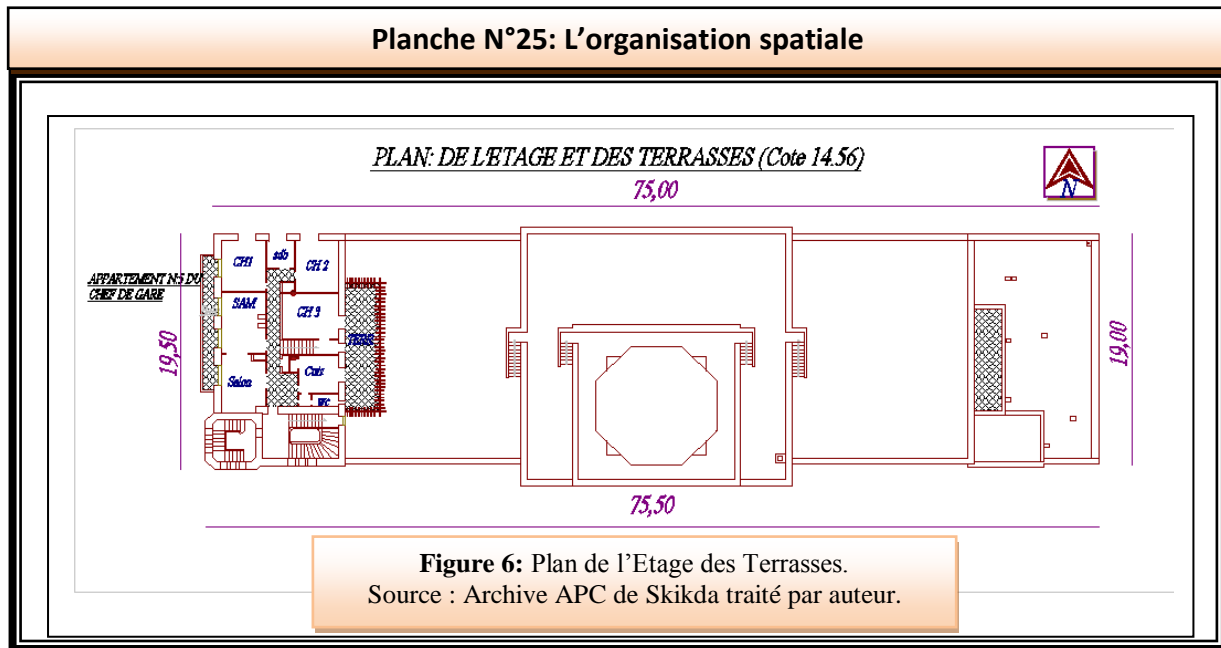 Planche N°25: L'organisation spatiale
PLAN: DE L'ETAGE ET DES TERRASSES (Cote 14.56)
75,00
N
APPARTEMENT N:5 DU
CHEF DE GARE
CH1
sdb
CH 2
SAM
CH 3
TERR
19,50
19,00
Salon
Cuis
WC
75,50
Figure 6: Plan de l'Etage des Terrasses.
Source : Archive APC de Skikda traité par auteur.